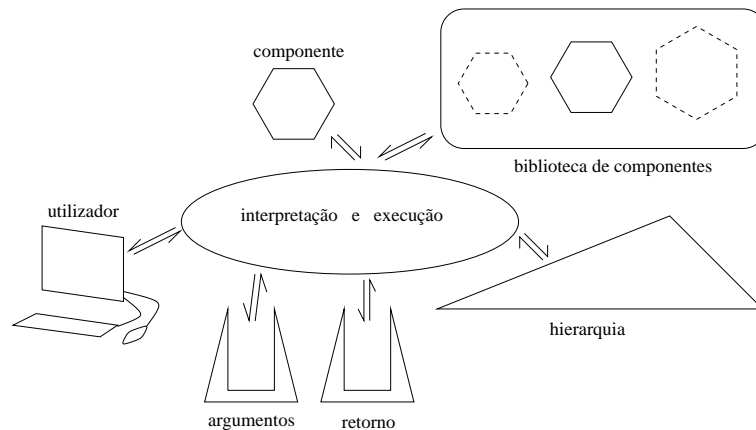 componente
biblioteca de componentes
utilizador
interpretação e execução
hierarquia
argumentos
retorno